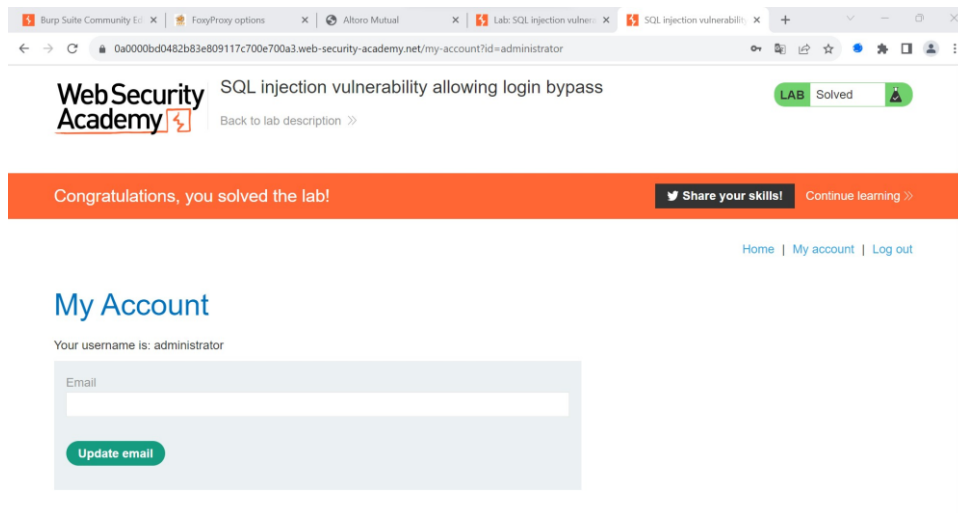 Burp Suite Community Ed
FoxyProxy options
Altoro Mutual
Lab: SQL injection vulner
SQL injection vulnerability
0a0000bd0482b83e809117c700e700a3.web-security-academy.net/my-account?id=administrator
Web Security
Academy
SQL injection vulnerability allowing login bypass
Back to lab description
LAB Solved
Congratulations, you solved the lab!
Share your skills!
Continue learning
Home | My account | Log out
My Account
Your username is: administrator
Email
Update email